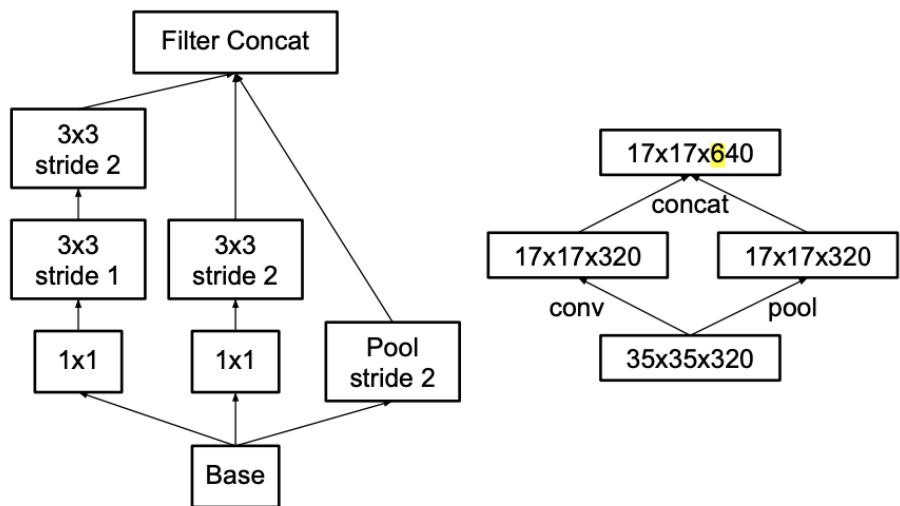 Filter Concat
3x3
stride 2
3x3
stride 1
3x3
stride 2
1x1
1x1
Pool
stride 2
Base
17x17x640
concat
17x17x320
17x17x320
conv
pool
35x35x320